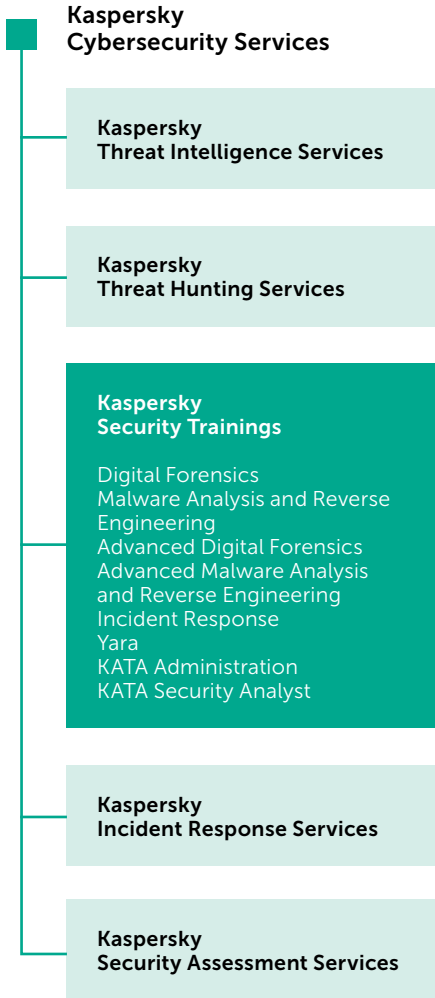 Kaspersky
Cybersecurity Services
Kaspersky
Threat Intelligence Services
Kaspersky
Threat Hunting Services
Kaspersky
Security Trainings
Digital Forensics
Malware Analysis and Reverse
Engineering
Advanced Digital Forensics
Advanced Malware Analysis
and Reverse Engineering
Incident Response
Yara
KATA Administration
KATA Security Analyst
Kaspersky
Incident Response Services
Kaspersky
Security Assessment Services